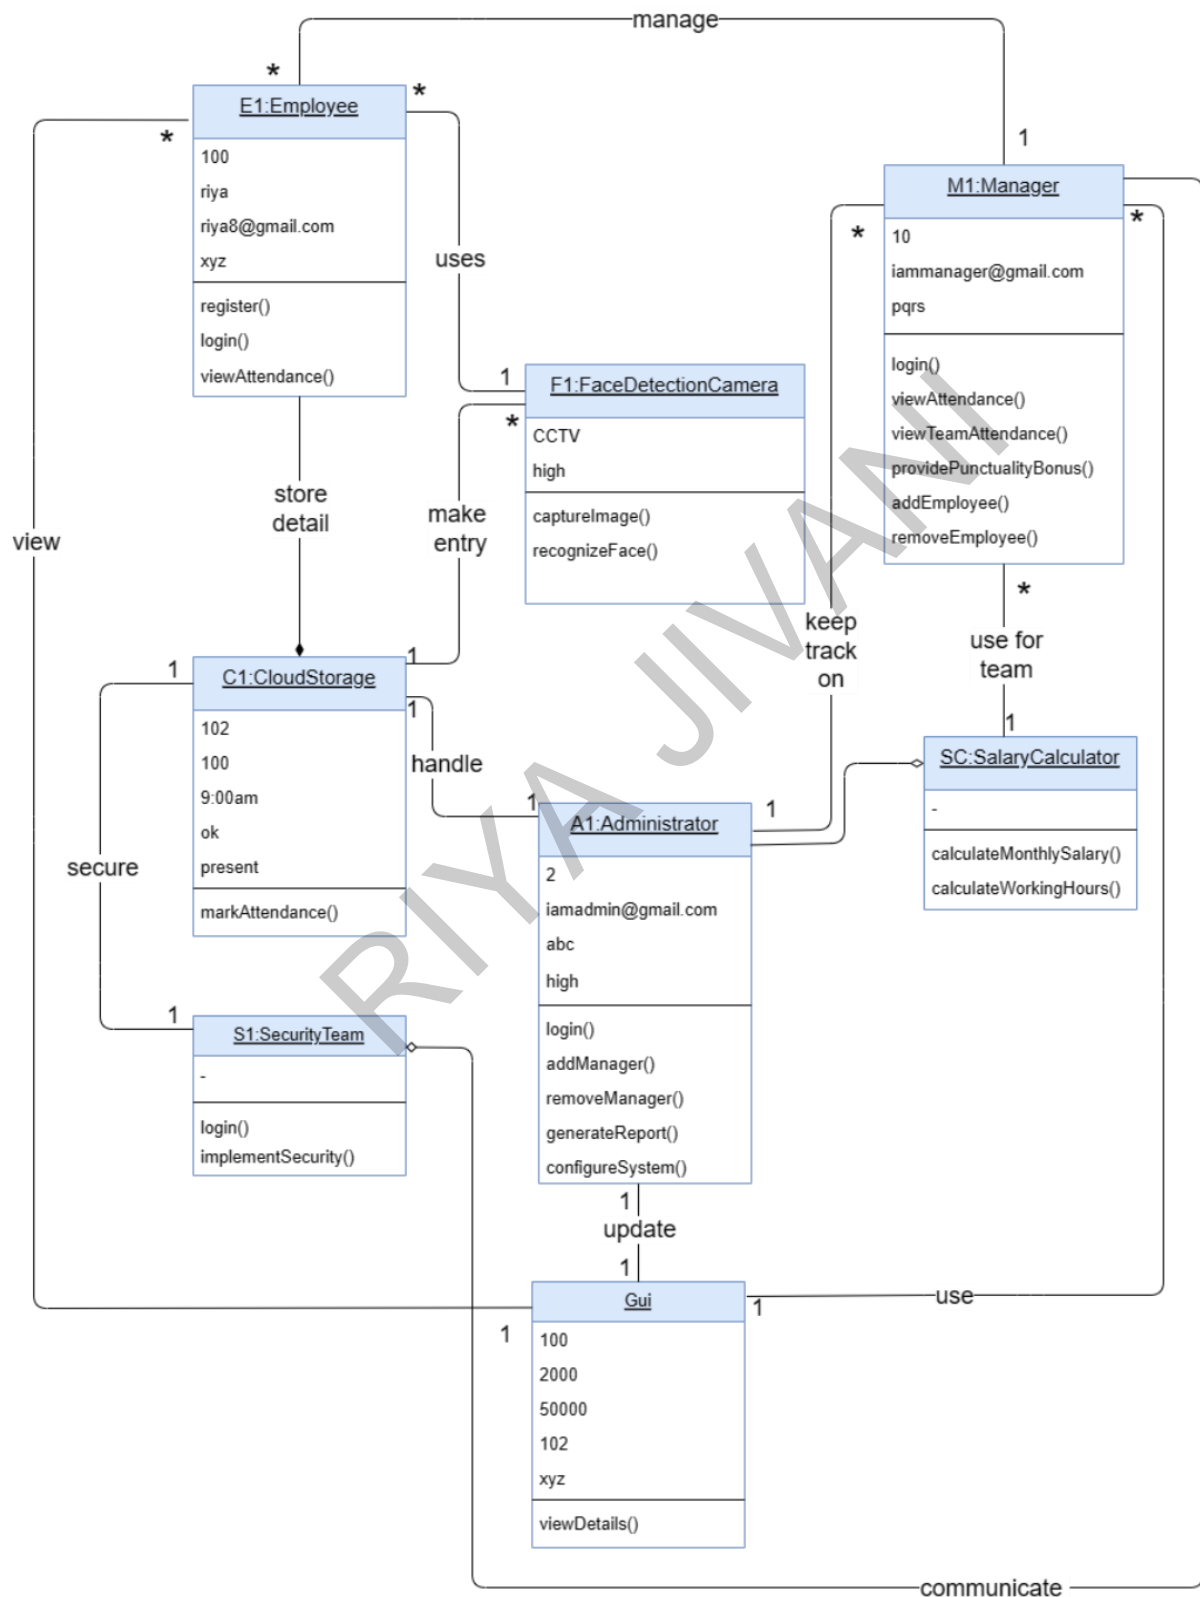 manage
*
E1:Employee
*
*
100
riya
riya8@gmail.com
xyz
register()
login()
viewAttendance()
1
M1:Manager
*
*
10
iammanager@gmail.com
pqrs
login()
viewAttendance()
viewTeamAttendance()
providePunctualityBonus()
addEmployee()
removeEmployee()
uses
1
F1:FaceDetectionCamera
*
CCTV
high
captureImage()
recognizeFace()
store
detail
make
entry
view
keep
track
on
*
use for
team
1
1
1
C1:CloudStorage
1
102
100
9:00am
ok
present
markAttendance()
handle
1
1
A1:Administrator
2
iamadmin@gmail.com
abc
high
login()
addManager()
removeManager()
generateReport()
configureSystem()
SC:SalaryCalculator
-
calculateMonthlySalary()
calculateWorkingHours()
secure
1
S1:SecurityTeam
-
login()
implementSecurity()
1
update
1
Gui
1
1
use
100
2000
50000
102
xyz
viewDetails()
communicate
RIYA JIVANI